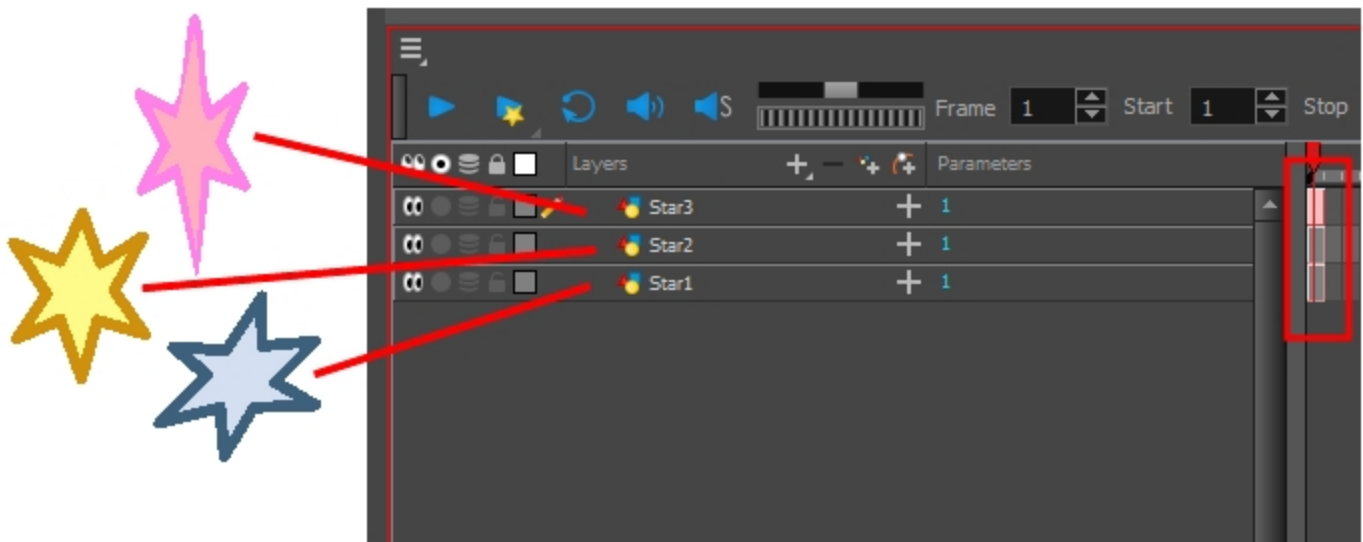 S Frame 1 Start 1 Stop
Layers Parameters
Star3 1
Star2 1
Star1 1